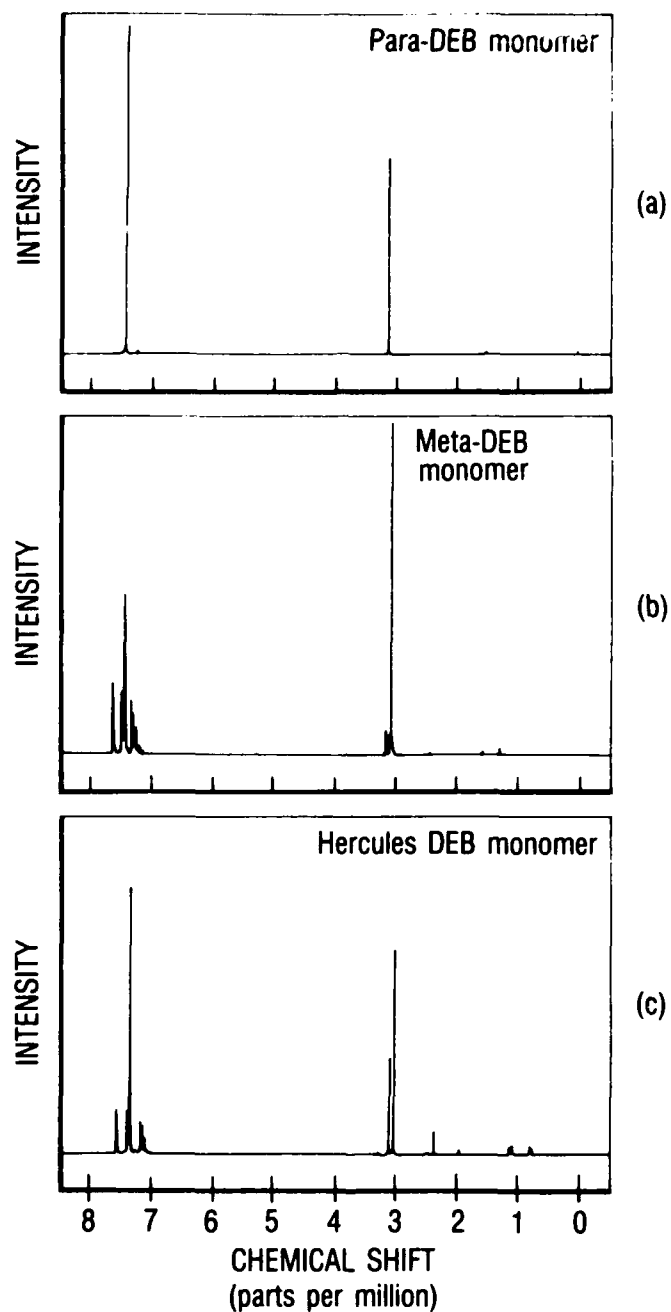 Para-DEB monomer
INTENSITY
(a)
Meta-DEB
monomer
INTENSITY
(b)
Hercules DEB monomer
INTENSITY
(c)
8 7 6 5 4 3 2 1 0
CHEMICAL SHIFT
(parts per million)